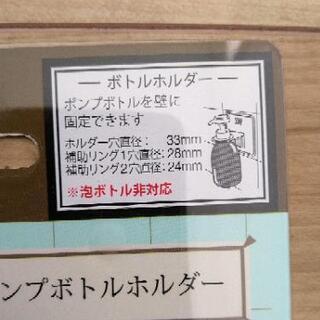 ボトルホルダー
ポンプボトルを壁に
固定できます
ホルダー穴直径： 33mm
補助リング1穴直径：28mm
補助リング2穴直径：24mm
※泡ボトル非対応
ンプボトルホルダー